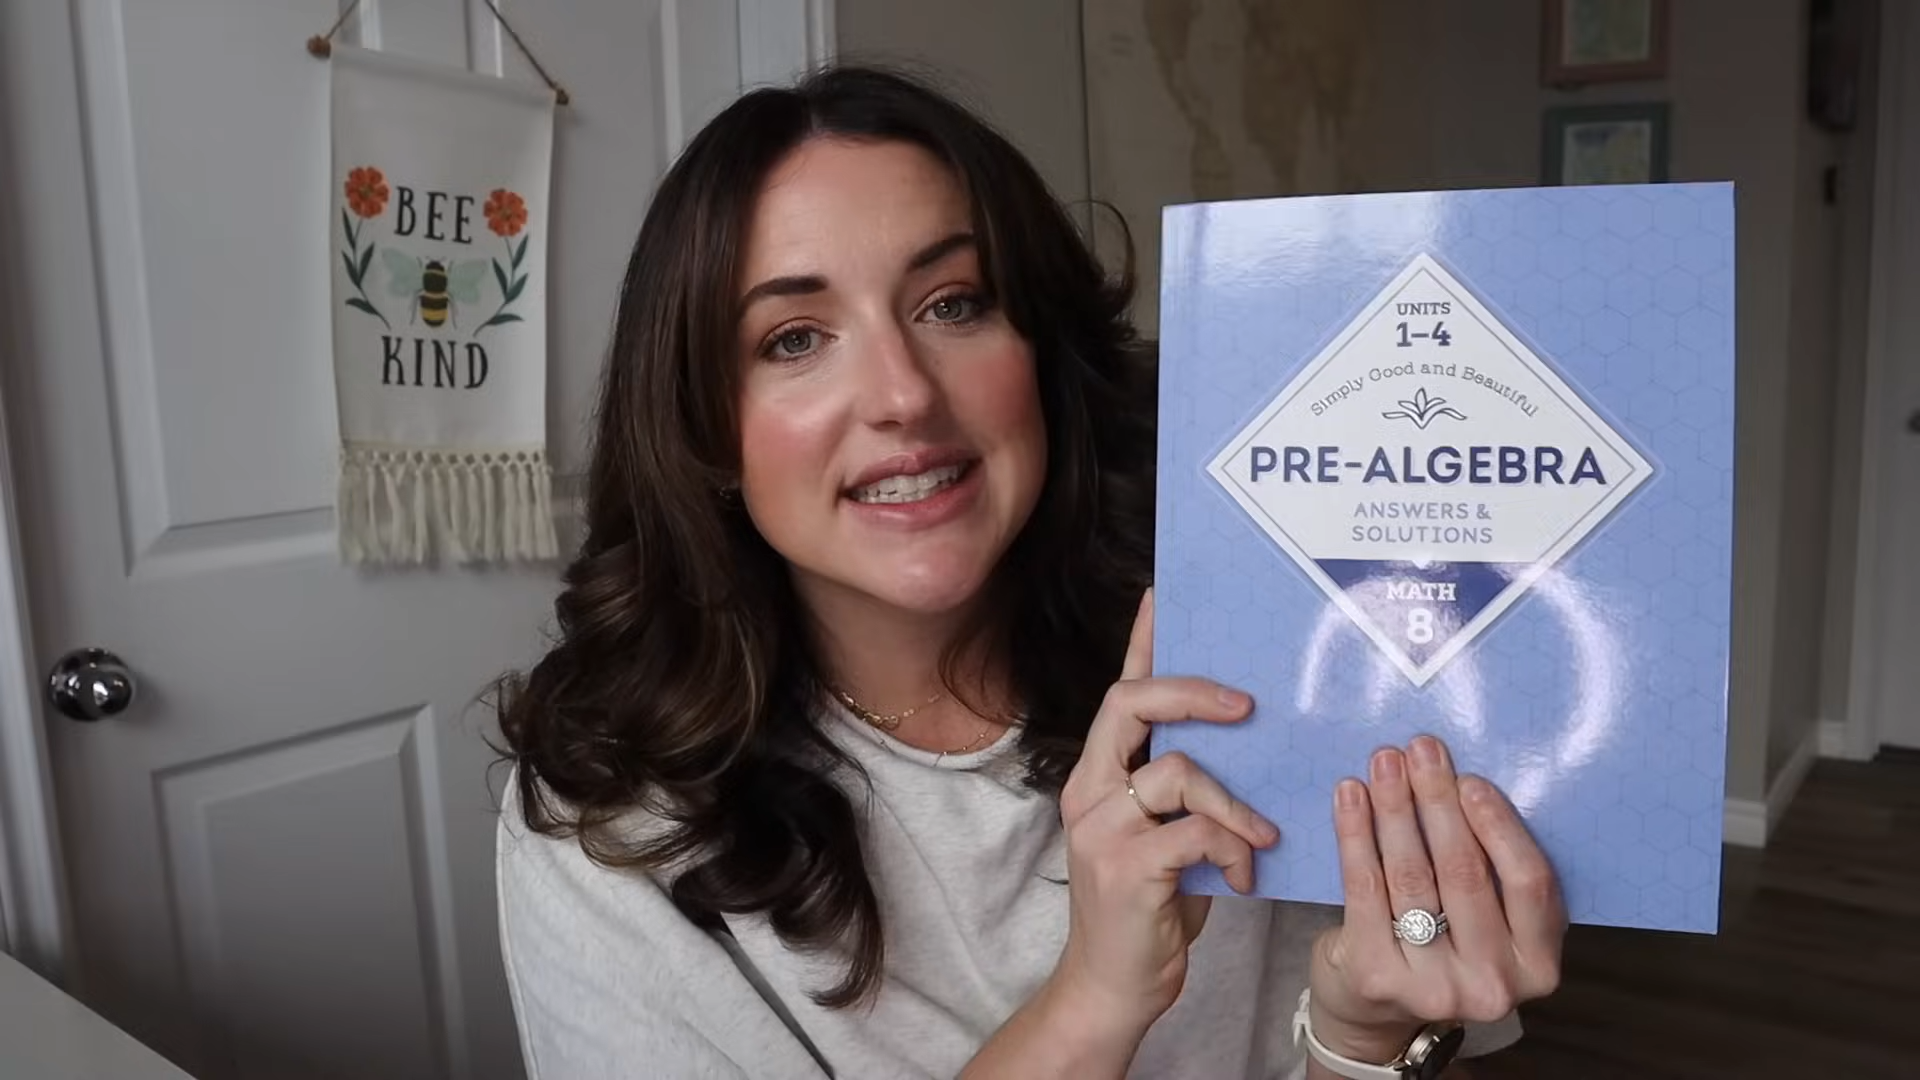 BEE
KIND
UNITS
1–4
Simply Good and Beautiful
PRE-ALGEBRA
ANSWERS &
SOLUTIONS
MATH
8